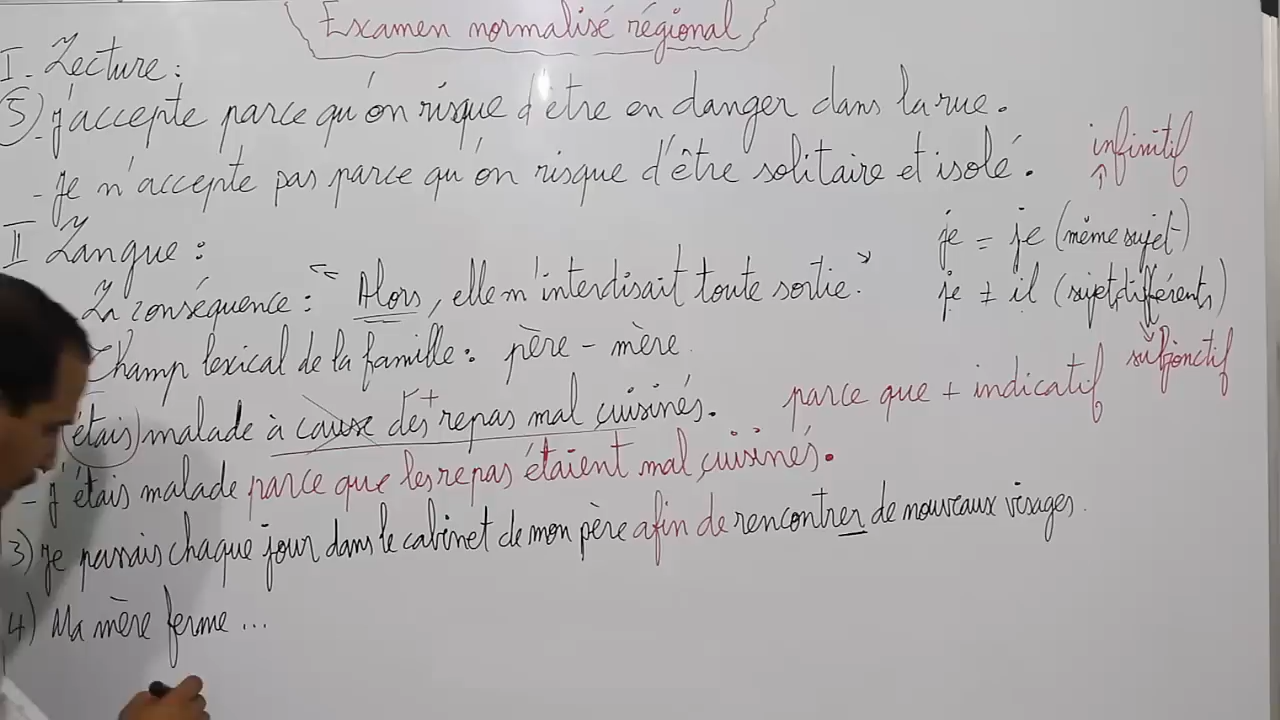 Examen normalisé régional
I. Lecture :
5) - j'accepte parce qu'on risque d'être en danger dans la rue.
- Je n'accepte pas parce qu'on risque d'être solitaire et isolé.
infinitif
II Langue :
je = je (même sujet)
La conséquence : " Alors, elle m'interdisait toute sortie."
je ≠ il (sujets différents)
Champ lexical de la famille : père - mère
subjonctif
étais) malade à cause des repas mal cuisinés.
parce que + indicatif
- J'étais malade parce que les repas étaient mal cuisinés.
3) Je passais chaque jour dans le cabinet de mon père afin de rencontrer de nouveaux visages.
4) Ma mère ferme ...